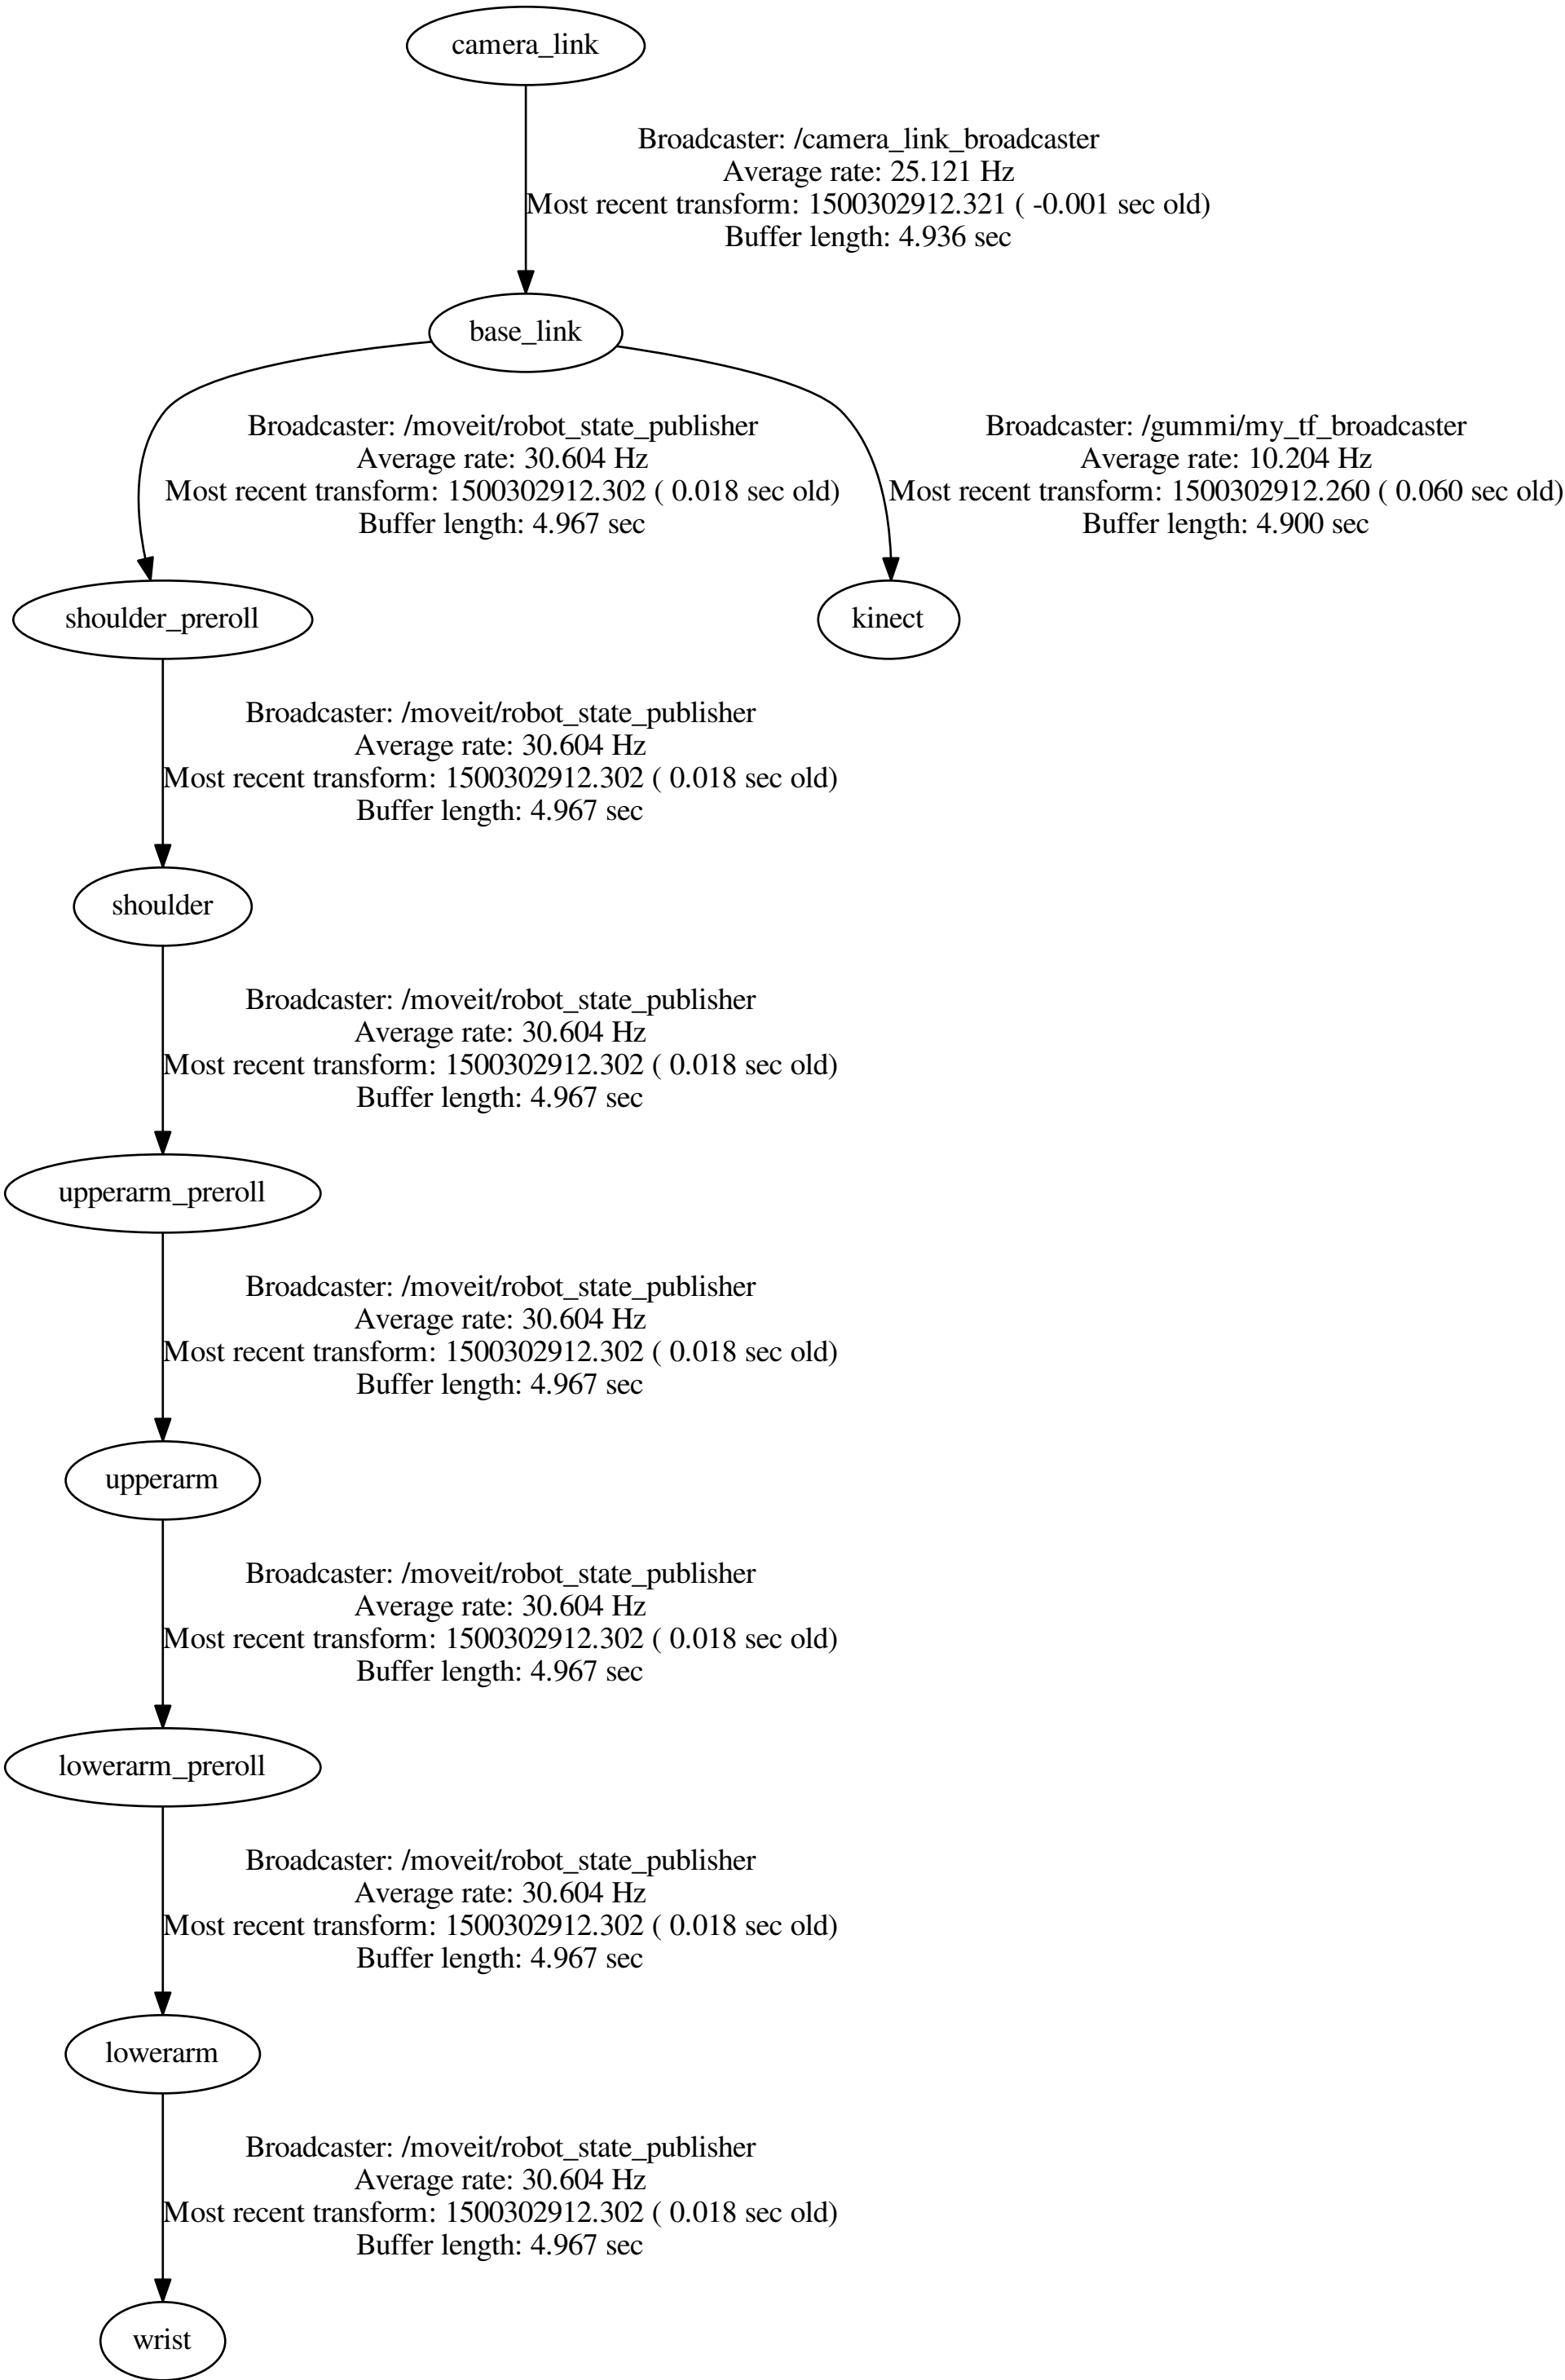 camera_link
Broadcaster: /camera_link_broadcaster
Average rate: 25.121 Hz
Most recent transform: 1500302912.321 ( -0.001 sec old)
Buffer length: 4.936 sec
base_link
Broadcaster: /moveit/robot_state_publisher
Average rate: 30.604 Hz
Most recent transform: 1500302912.302 ( 0.018 sec old)
Buffer length: 4.967 sec
Broadcaster: /gummi/my_tf_broadcaster
Average rate: 10.204 Hz
Most recent transform: 1500302912.260 ( 0.060 sec old)
Buffer length: 4.900 sec
shoulder_preroll
kinect
Broadcaster: /moveit/robot_state_publisher
Average rate: 30.604 Hz
Most recent transform: 1500302912.302 ( 0.018 sec old)
Buffer length: 4.967 sec
shoulder
Broadcaster: /moveit/robot_state_publisher
Average rate: 30.604 Hz
Most recent transform: 1500302912.302 ( 0.018 sec old)
Buffer length: 4.967 sec
upperarm_preroll
Broadcaster: /moveit/robot_state_publisher
Average rate: 30.604 Hz
Most recent transform: 1500302912.302 ( 0.018 sec old)
Buffer length: 4.967 sec
upperarm
Broadcaster: /moveit/robot_state_publisher
Average rate: 30.604 Hz
Most recent transform: 1500302912.302 ( 0.018 sec old)
Buffer length: 4.967 sec
lowerarm_preroll
Broadcaster: /moveit/robot_state_publisher
Average rate: 30.604 Hz
Most recent transform: 1500302912.302 ( 0.018 sec old)
Buffer length: 4.967 sec
lowerarm
Broadcaster: /moveit/robot_state_publisher
Average rate: 30.604 Hz
Most recent transform: 1500302912.302 ( 0.018 sec old)
Buffer length: 4.967 sec
wrist